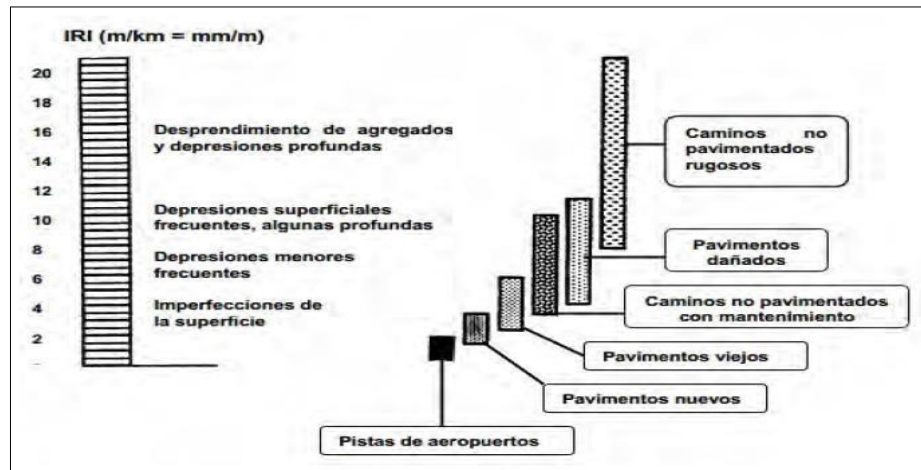 IRI (m/km = mm/m)
20
18
16
14
12
10
8
6
4
2
Desprendimiento de agregados
y depresiones profundas
Depresiones superficiales
frecuentes, algunas profundas
Depresiones menores
frecuentes
Imperfecciones de
la superficie
Caminos no
pavimentados
rugosos
Pavimentos
dañados
Caminos no pavimentados
con mantenimiento
Pavimentos viejos
Pavimentos nuevos
Pistas de aeropuertos